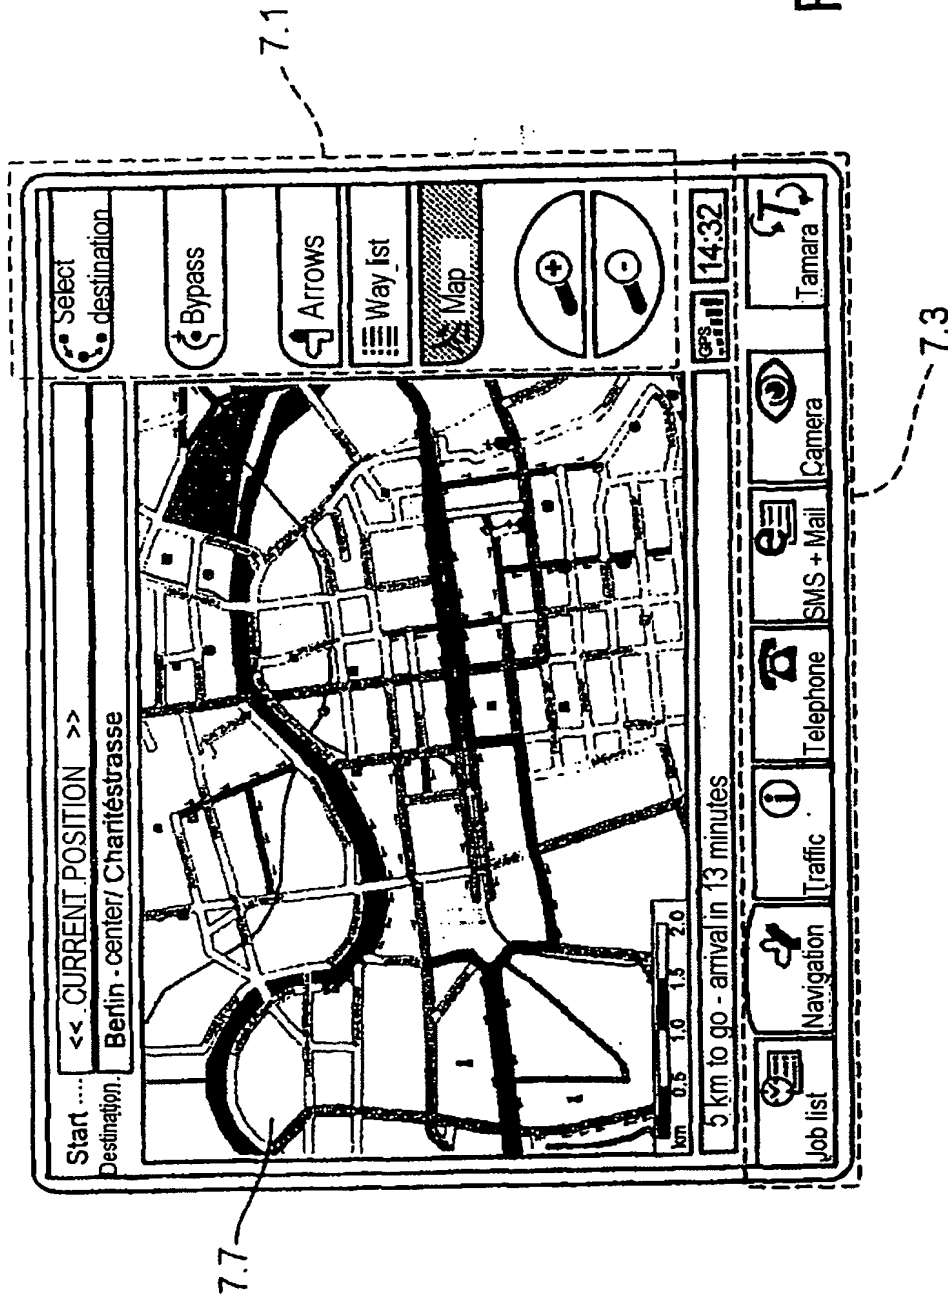 Start .... << CURRENT POSITION >>
Destination. Berlin - center/ Charitéstrasse
Select
destination
Bypass
Arrows
Way list
Map
+
-
km 0.5 1.0 1.5 2.0
5 km to go - arrival in 13 minutes
GPS
14:32
Job list
Navigation
i
Traffic
Telephone
e
SMS + Mail
Camera
T
Tamara
7.7
7.1
7.3